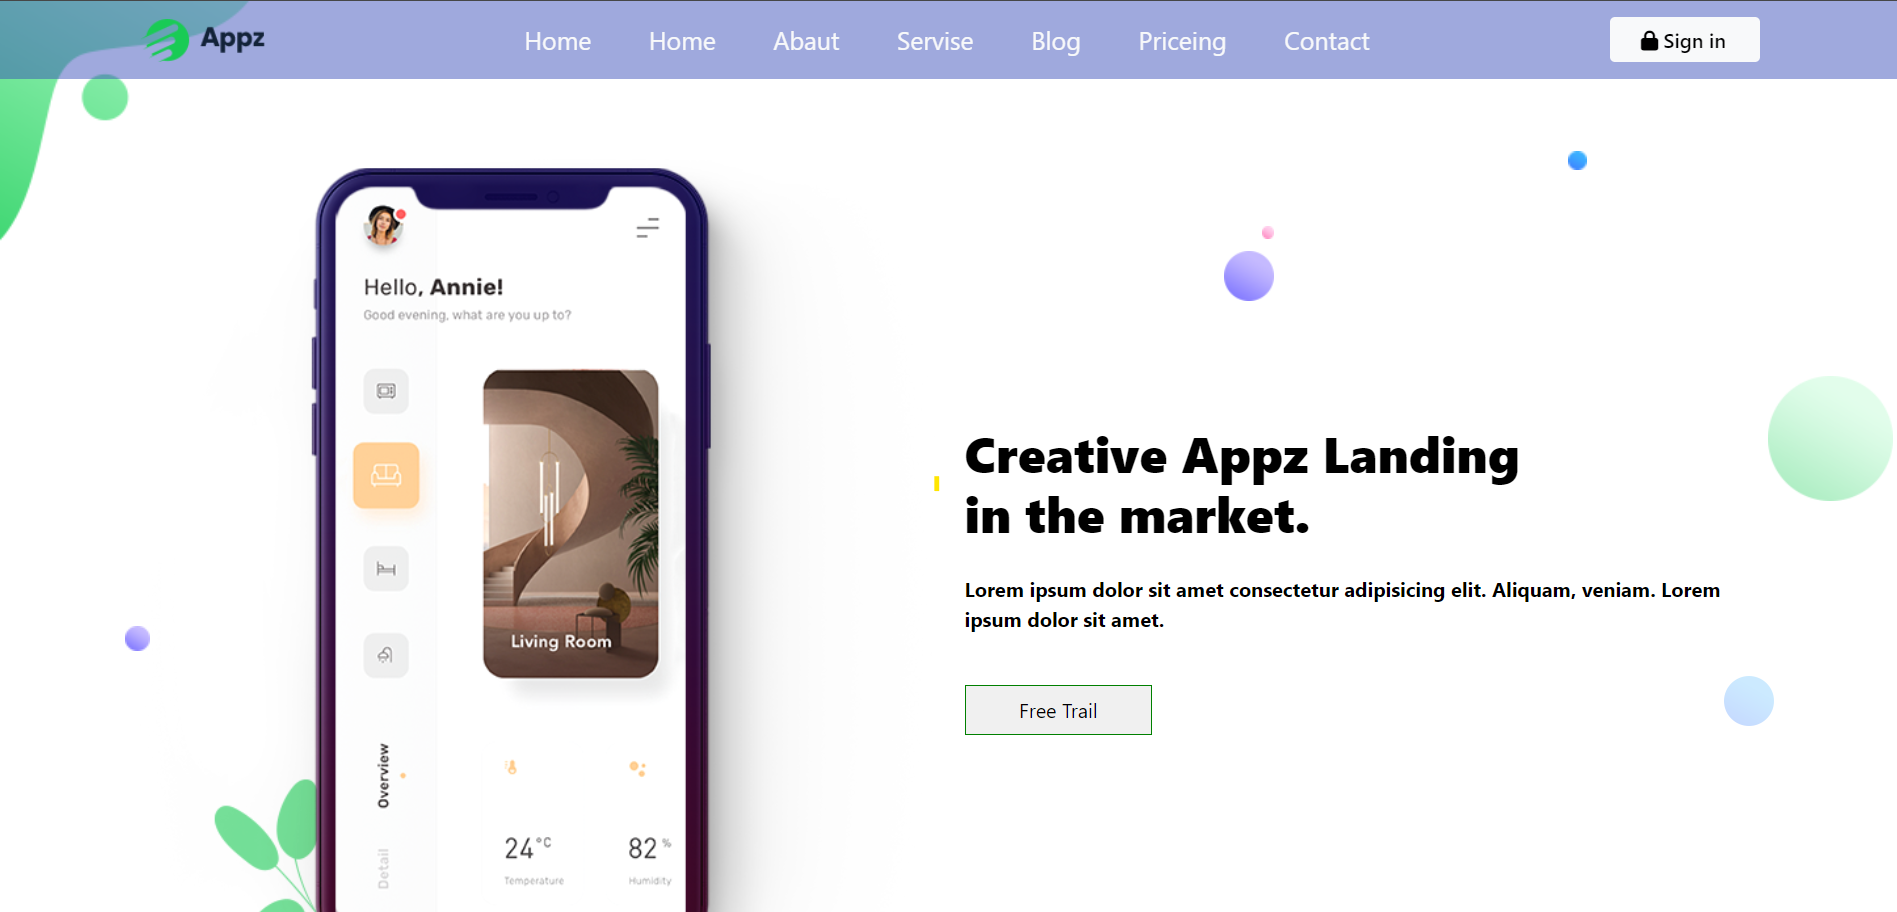 Appz
Home Home Abaut Servise Blog Priceing Contact
Sign in
Hello, Annie!
Good evening, what are you up to?
Living Room
Overview
Detail
24°C
82 %
Temperature
Humidity
Creative Appz Landing
in the market.
Lorem ipsum dolor sit amet consectetur adipisicing elit. Aliquam, veniam. Lorem
ipsum dolor sit amet.
Free Trail